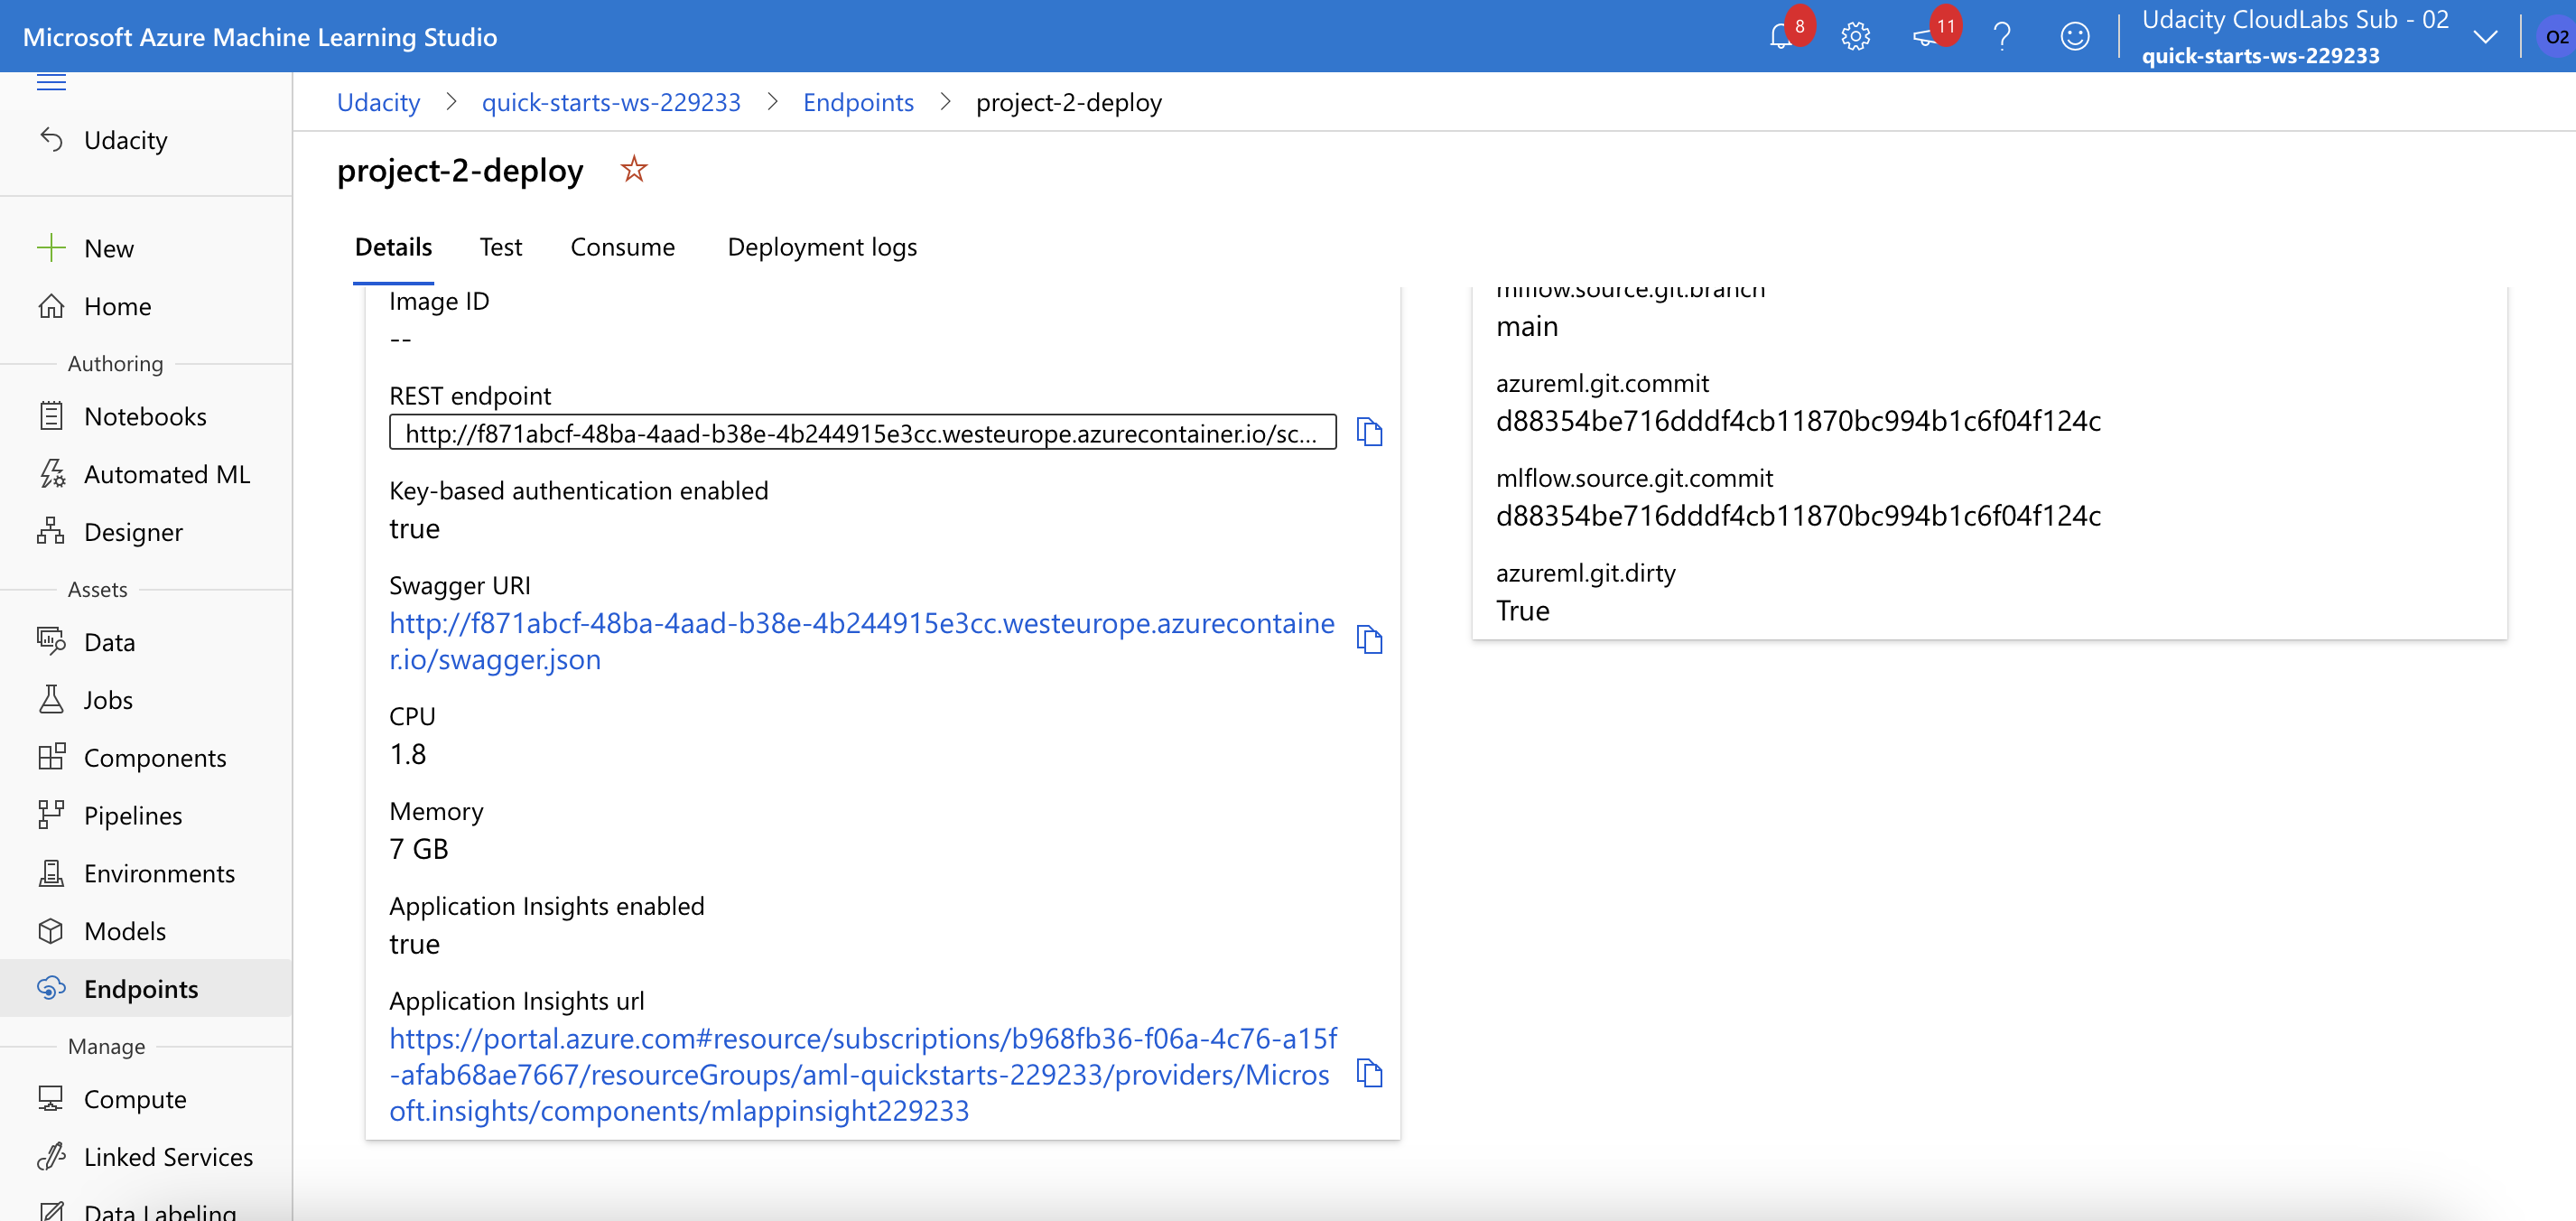 Microsoft Azure Machine Learning Studio
8
11
Udacity CloudLabs Sub - 02
quick-starts-ws-229233
O2
Udacity
New
Home
Authoring
Notebooks
Automated ML
Designer
Assets
Data
Jobs
Components
Pipelines
Environments
Models
Endpoints
Manage
Compute
Linked Services
Data Labeling
Udacity > quick-starts-ws-229233 > Endpoints > project-2-deploy
project-2-deploy
Details Test Consume Deployment logs
Image ID
--
REST endpoint
http://f871abcf-48ba-4aad-b38e-4b244915e3cc.westeurope.azurecontainer.io/sc...
Key-based authentication enabled
true
Swagger URI
http://f871abcf-48ba-4aad-b38e-4b244915e3cc.westeurope.azurecontaine
r.io/swagger.json
CPU
1.8
Memory
7 GB
Application Insights enabled
true
Application Insights url
https://portal.azure.com#resource/subscriptions/b968fb36-f06a-4c76-a15f
-afab68ae7667/resourceGroups/aml-quickstarts-229233/providers/Micros
oft.insights/components/mlappinsight229233
mlflow.source.git.branch
main
azureml.git.commit
d88354be716dddf4cb11870bc994b1c6f04f124c
mlflow.source.git.commit
d88354be716dddf4cb11870bc994b1c6f04f124c
azureml.git.dirty
True